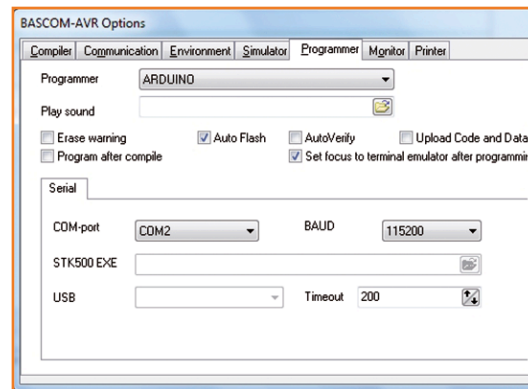 BASCOM-AVR Options
Compiler Communication Environment Simulator Programmer Monitor Printer
Programmer ARDUINO
Play sound
Erase warning Auto Flash AutoVerify Upload Code and Data
Program after compile Set focus to terminal emulator after
Serial
COM-port COM2 BAUD 115200
STK500 EXE
USB Timeout 200